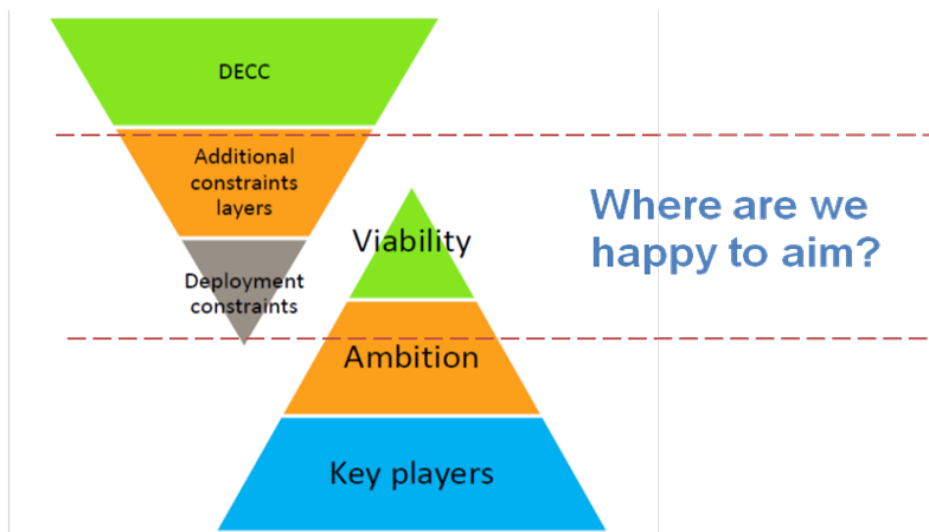 DECC
Additional
constraints
layers
Deployment
constraints
Viability
Ambition
Key players
Where are we
happy to aim?